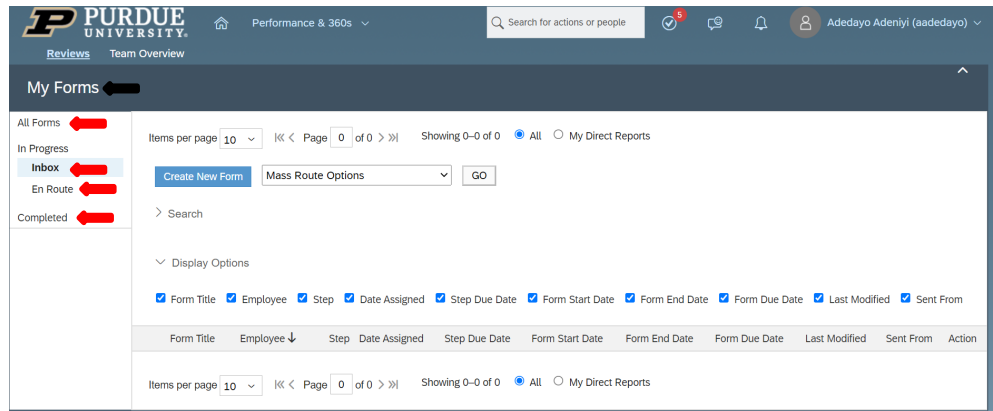 PURDUE
UNIVERSITY.
Performance & 360s
Search for actions or people
5
Adedayo Adeniyi (aadedayo)
Reviews Team Overview
My Forms
All Forms
In Progress
Inbox
En Route
Completed
Items per page 10 Page 0 of 0 Showing 0–0 of 0 All My Direct Reports
Create New Form Mass Route Options GO
Search
Display Options
Form Title Employee Step Date Assigned Step Due Date Form Start Date Form End Date Form Due Date Last Modified Sent From
Form Title Employee Step Date Assigned Step Due Date Form Start Date Form End Date Form Due Date Last Modified Sent From Action
Items per page 10 Page 0 of 0 Showing 0–0 of 0 All My Direct Reports